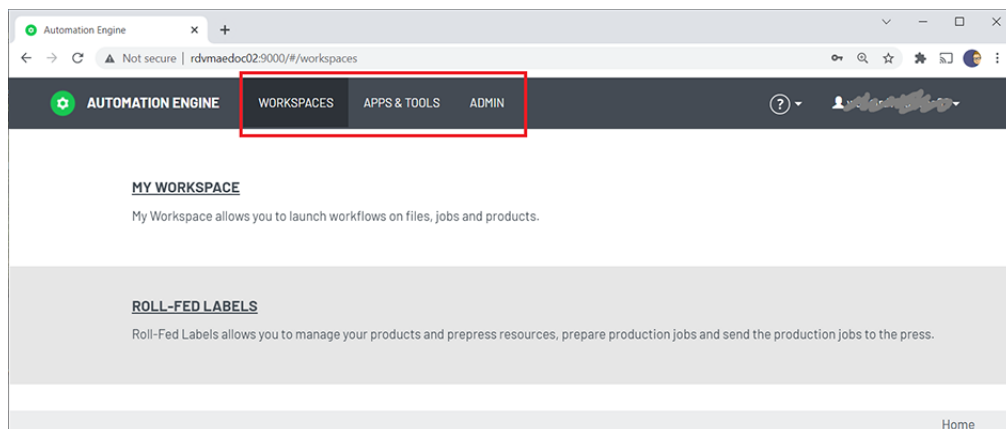 Automation Engine
Not secure | rdvmaedoc02:9000/#/workspaces
AUTOMATION ENGINE WORKSPACES APPS & TOOLS ADMIN
MY WORKSPACE
My Workspace allows you to launch workflows on files, jobs and products.
ROLL-FED LABELS
Roll-Fed Labels allows you to manage your products and prepress resources, prepare production jobs and send the production jobs to the press.
Home